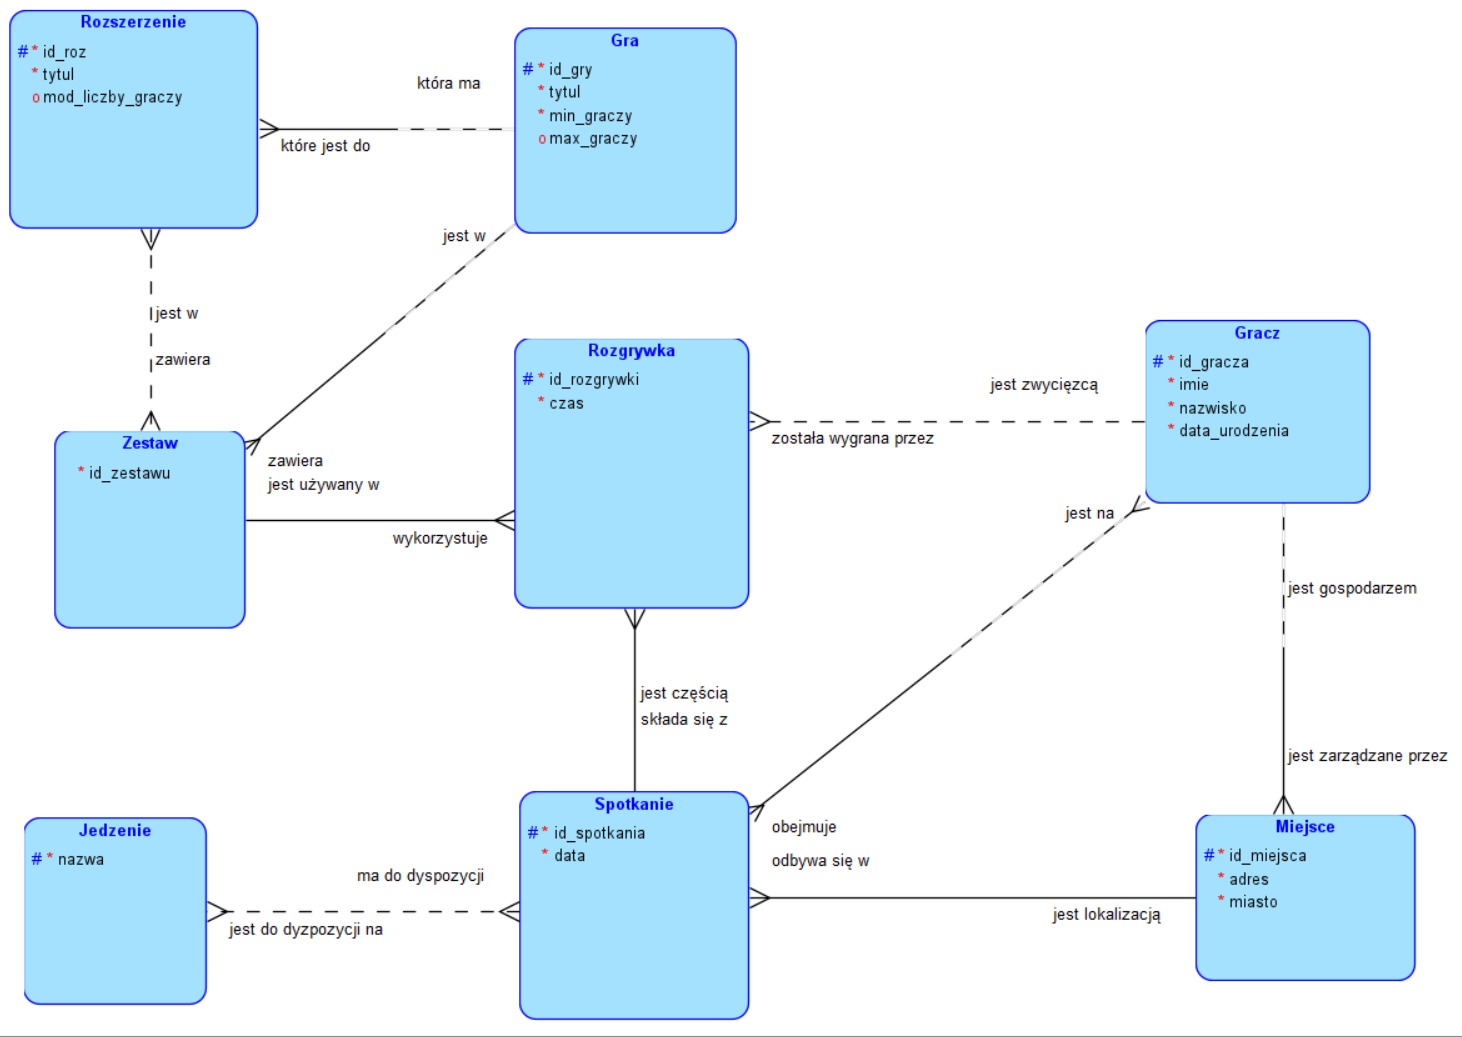 Rozszerzenie
#* id_roz
* tytul
o mod_liczby_graczy
Gra
#* id_gry
* tytul
* min_graczy
o max_graczy
która ma
które jest do
jest w
jest w
zawiera
Rozgrywka
#* id_rozgrywki
* czas
Gracz
#* id_gracza
* imie
* nazwisko
* data_urodzenia
jest zwycięzcą
została wygrana przez
Zestaw
* id_zestawu
zawiera
jest używany w
wykorzystuje
jest na
jest gospodarzem
jest częścią
składa się z
jest zarządzane przez
Jedzenie
#* nazwa
Spotkanie
#* id_spotkania
* data
obejmuje
odbywa się w
Miejsce
#* id_miejsca
* adres
* miasto
ma do dyspozycji
jest do dyzpozycji na
jest lokalizacją